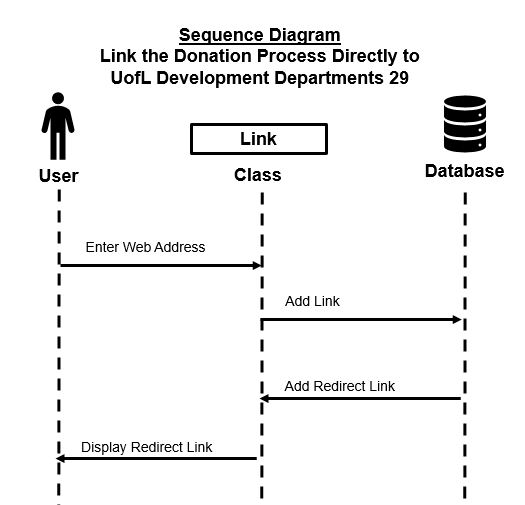 Sequence Diagram
Link the Donation Process Directly to
UofL Development Departments 29
Link
User
Class
Database
Enter Web Address
Add Link
Add Redirect Link
Display Redirect Link